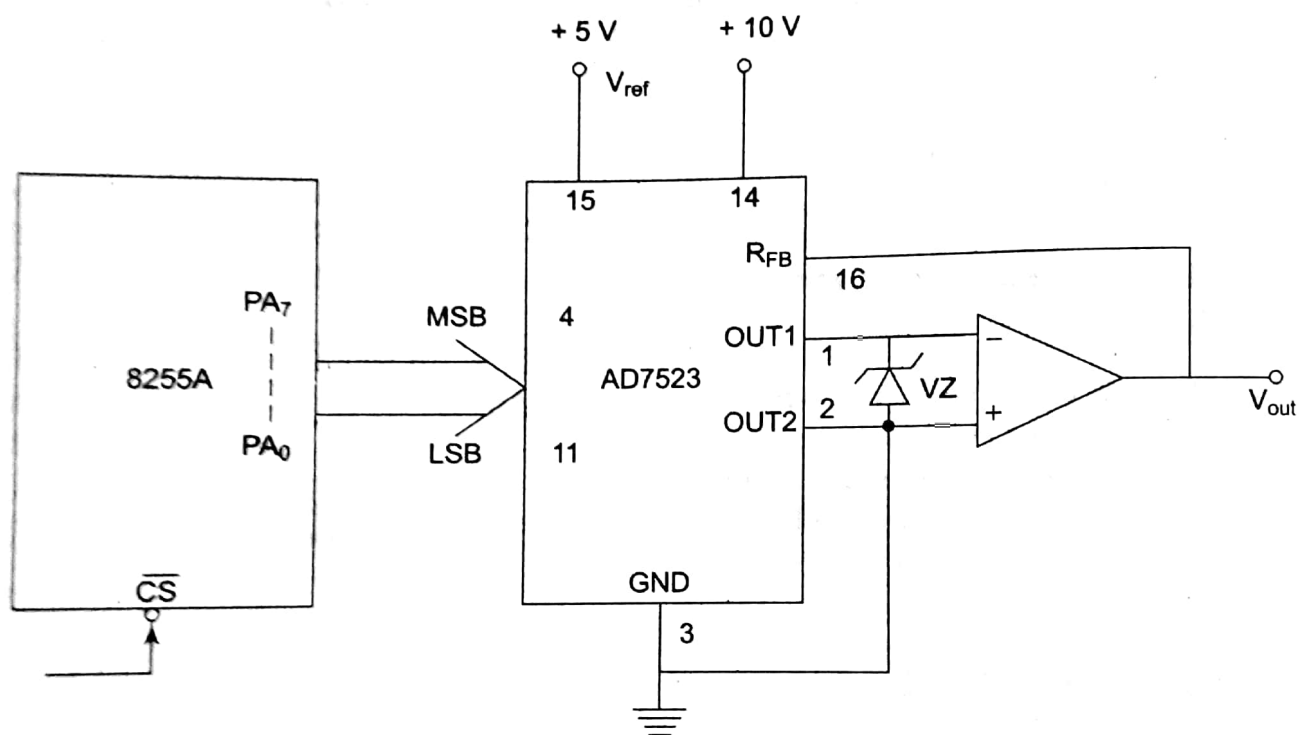 + 5 V
+ 10 V
V_ref
15
14
R_FB
16
PA_7
MSB
4
OUT1
1
8255A
AD7523
VZ
2
V_out
OUT2
PA_0
LSB
11
−
+
CS
GND
3